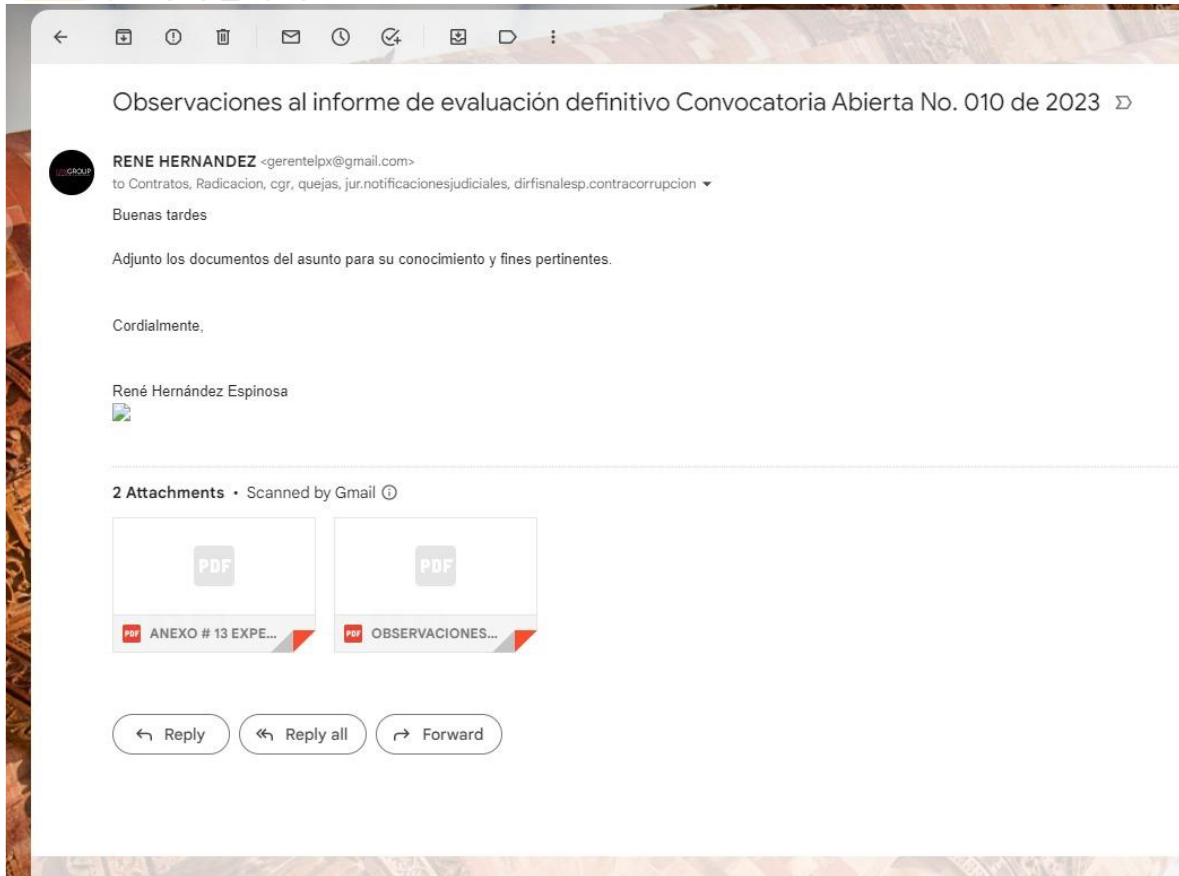 Observaciones al informe de evaluación definitivo Convocatoria Abierta No. 010 de 2023
RENE HERNANDEZ <gerentelpx@gmail.com>
to Contratos, Radicacion, cgr, quejas, jur.notificacionesjudiciales, dirfisnalesp.contracorrupcion
Buenas tardes
Adjunto los documentos del asunto para su conocimiento y fines pertinentes.
Cordialmente,
René Hernández Espinosa
2 Attachments • Scanned by Gmail
PDF
PDF
PDF ANEXO # 13 EXPE...
PDF OBSERVACIONES...
Reply
Reply all
Forward